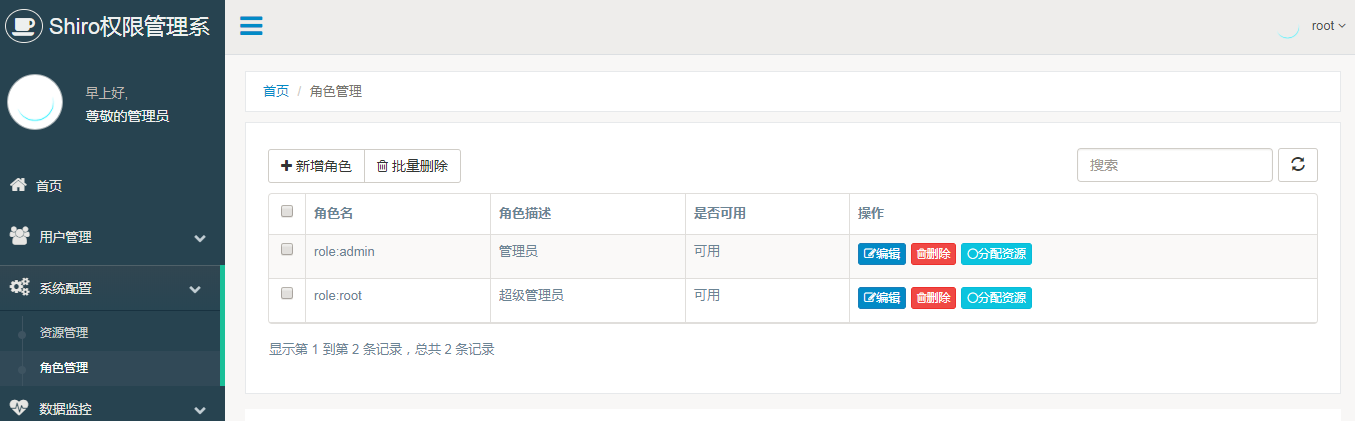 Shiro权限管理系
root
早上好,
尊敬的管理员
首页
用户管理
系统配置
资源管理
角色管理
数据监控
首页 / 角色管理
新增角色 批量删除 搜索
角色名 角色描述 是否可用 操作
role:admin 管理员 可用 编辑 删除 分配资源
role:root 超级管理员 可用 编辑 删除 分配资源
显示第 1 到第 2 条记录，总共 2 条记录